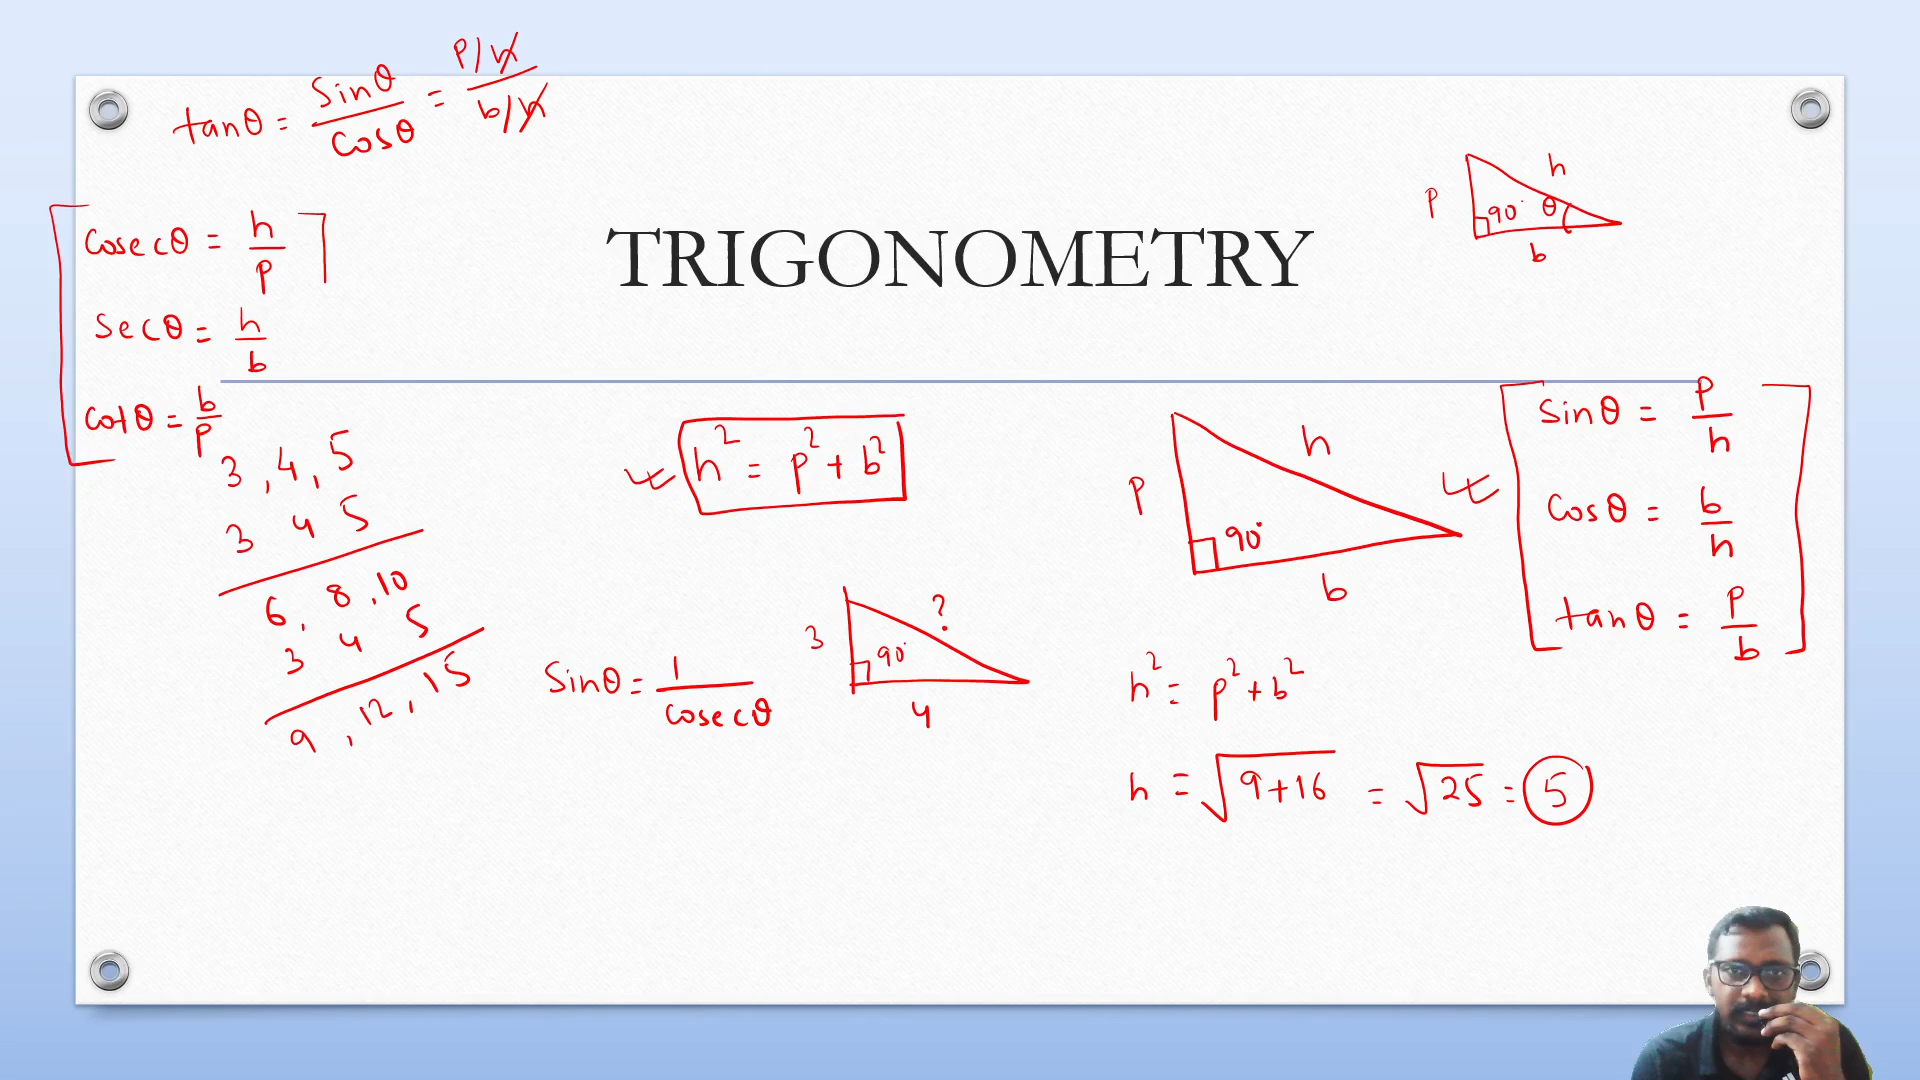 tanθ = Sinθ / Cosθ = P/h / b/h
Cosecθ = h/p
Secθ = h/b
Cotθ = b/p
TRIGONOMETRY
p h 90° θ b
3, 4, 5
3 4 5
6, 8, 10
3 4 5
9, 12, 15
h² = p² + b²
p h 90° b
Sinθ = P/h
Cosθ = b/h
tanθ = P/b
Sinθ = 1/Cosecθ
3 ? 90° 4
h² = p² + b²
h = √9+16 = √25 = 5